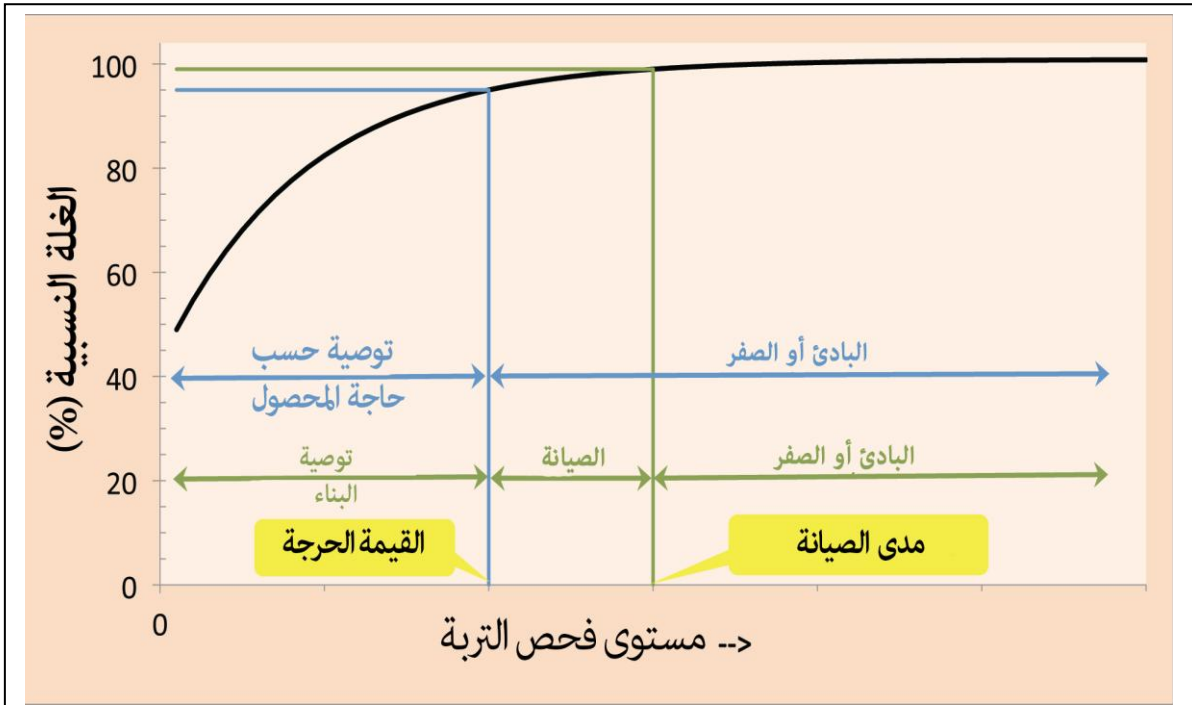 100
80
60
40
20
0
0
الغلة النسبية (%)
توصية حسب
حاجة المحصول
البادئ أو الصفر
توصية
البناء
الصيانة
البادئ أو الصفر
القيمة الحرجة
مدى الصيانة
مستوى فحص التربة -->